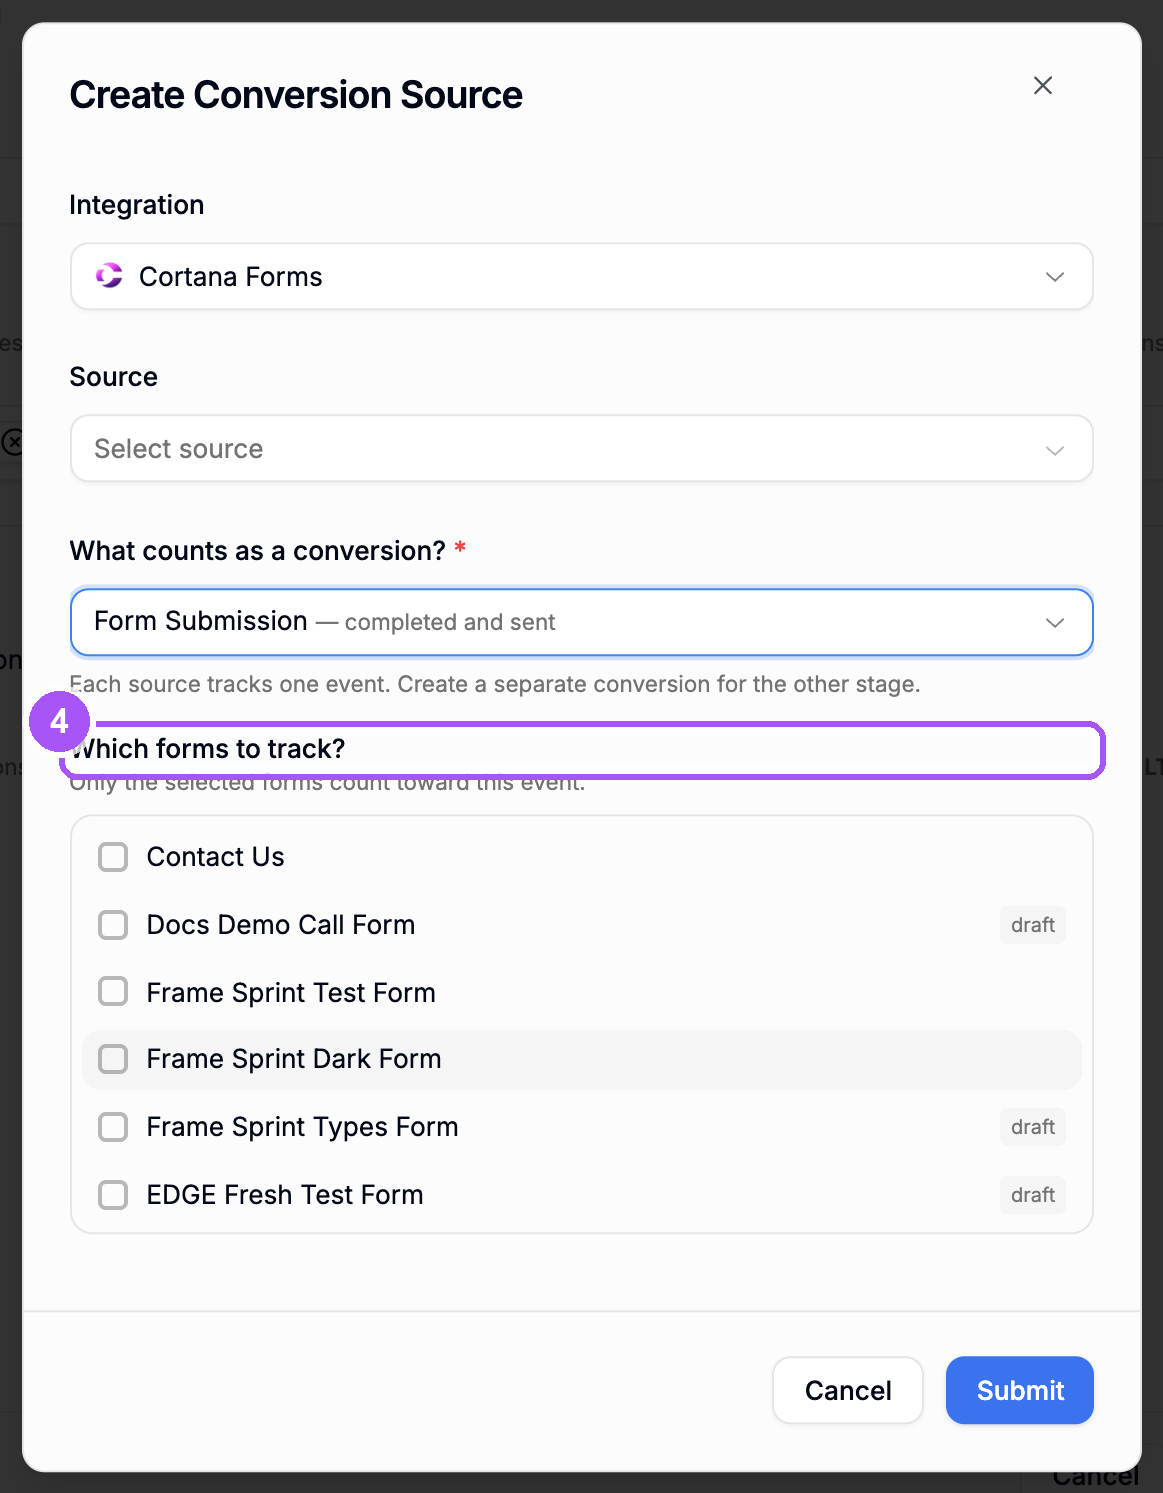 Create Conversion Source
Integration
Cortana Forms
Source
Select source
What counts as a conversion? *
Form Submission — completed and sent
Each source tracks one event. Create a separate conversion for the other stage.
4
Which forms to track?
Only the selected forms count toward this event.
Contact Us
Docs Demo Call Form draft
Frame Sprint Test Form
Frame Sprint Dark Form
Frame Sprint Types Form draft
EDGE Fresh Test Form draft
Cancel Submit
Cancel